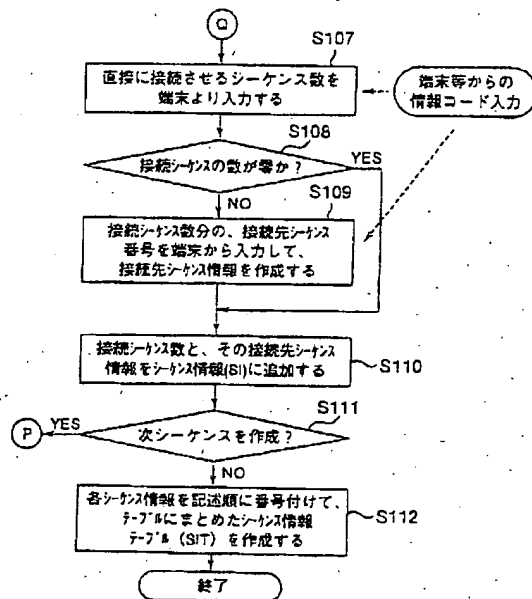 Q
S107
直接に接続させるシーケンス数を
端末より入力する
端末等からの
情報コード入力
S108
接続シーケンスの数が零か?
YES
NO
S109
接続シーケンス数分の、接続先シーケンス
番号を端末から入力して、
接続先シーケンス情報を作成する
接続シーケンス数と、その接続先シーケンス
情報をシーケンス情報(SI)に追加する
S110
S111
P
YES
次シーケンスを作成?
NO
各シーケンス情報を記述順に番号付けて、
テーブルにまとめたシーケンス情報
テーブル (SIT) を作成する
S112
終了